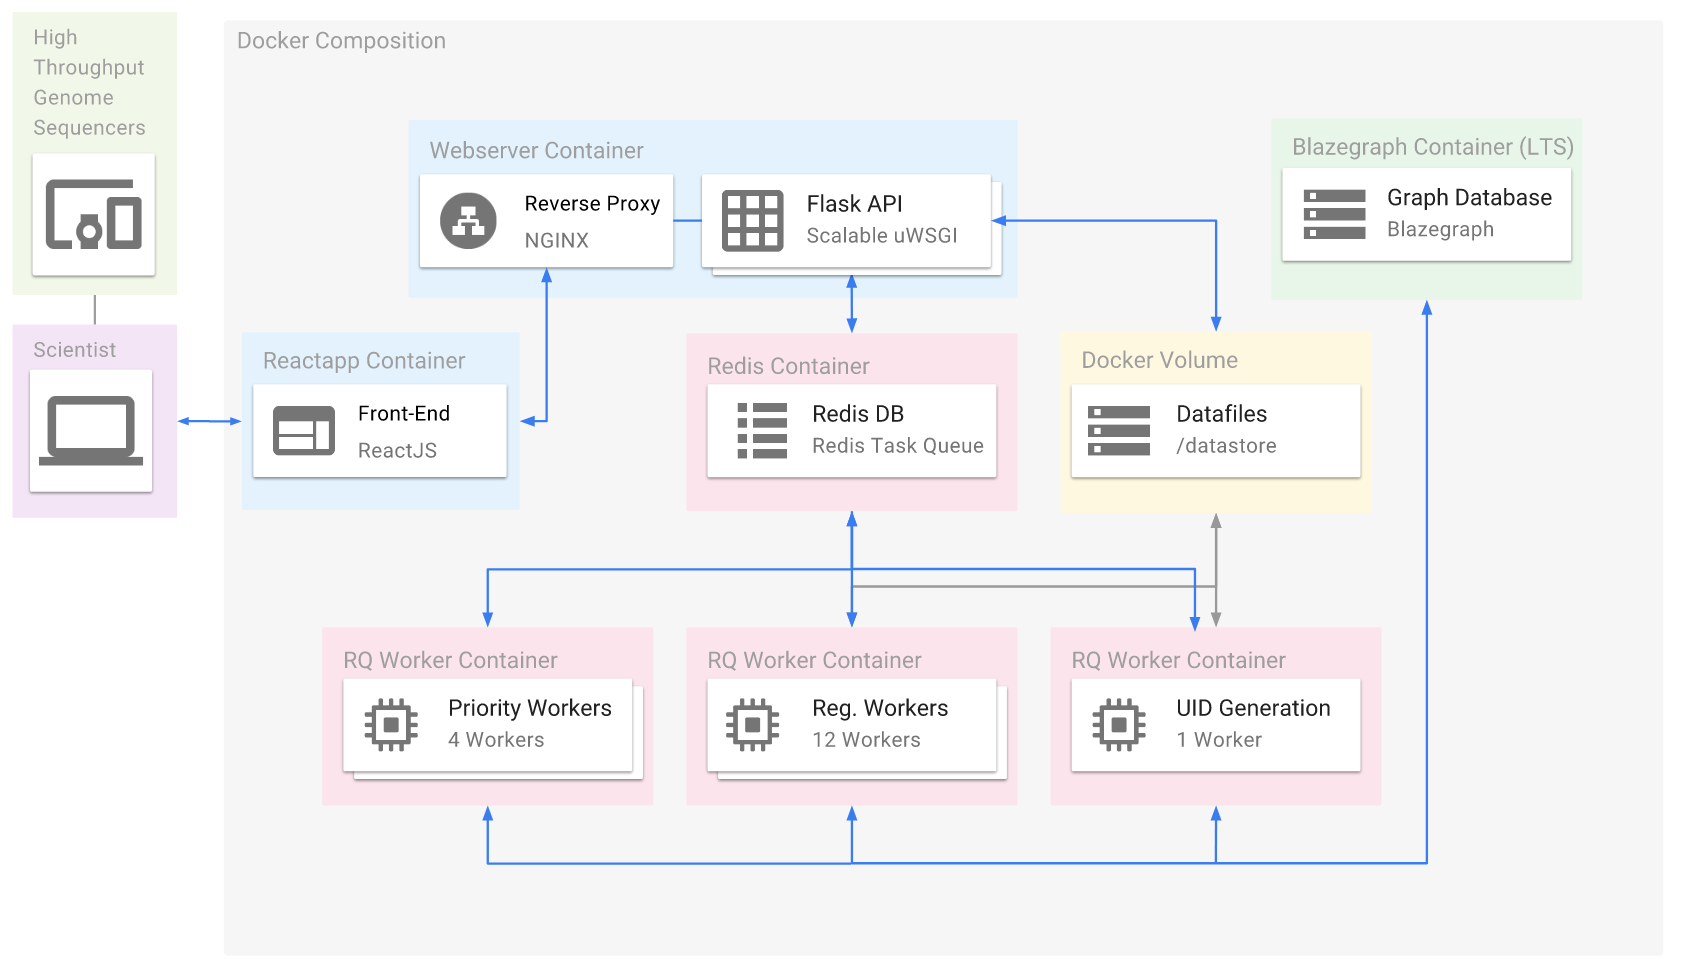 High
Throughput
Genome
Sequencers
Scientist
Docker Composition
Webserver Container
Reverse Proxy
NGINX
Flask API
Scalable uWSGI
Blazegraph Container (LTS)
Graph Database
Blazegraph
Reactapp Container
Front-End
ReactJS
Redis Container
Redis DB
Redis Task Queue
Docker Volume
Datafiles
/datastore
RQ Worker Container
Priority Workers
4 Workers
RQ Worker Container
Reg. Workers
12 Workers
RQ Worker Container
UID Generation
1 Worker